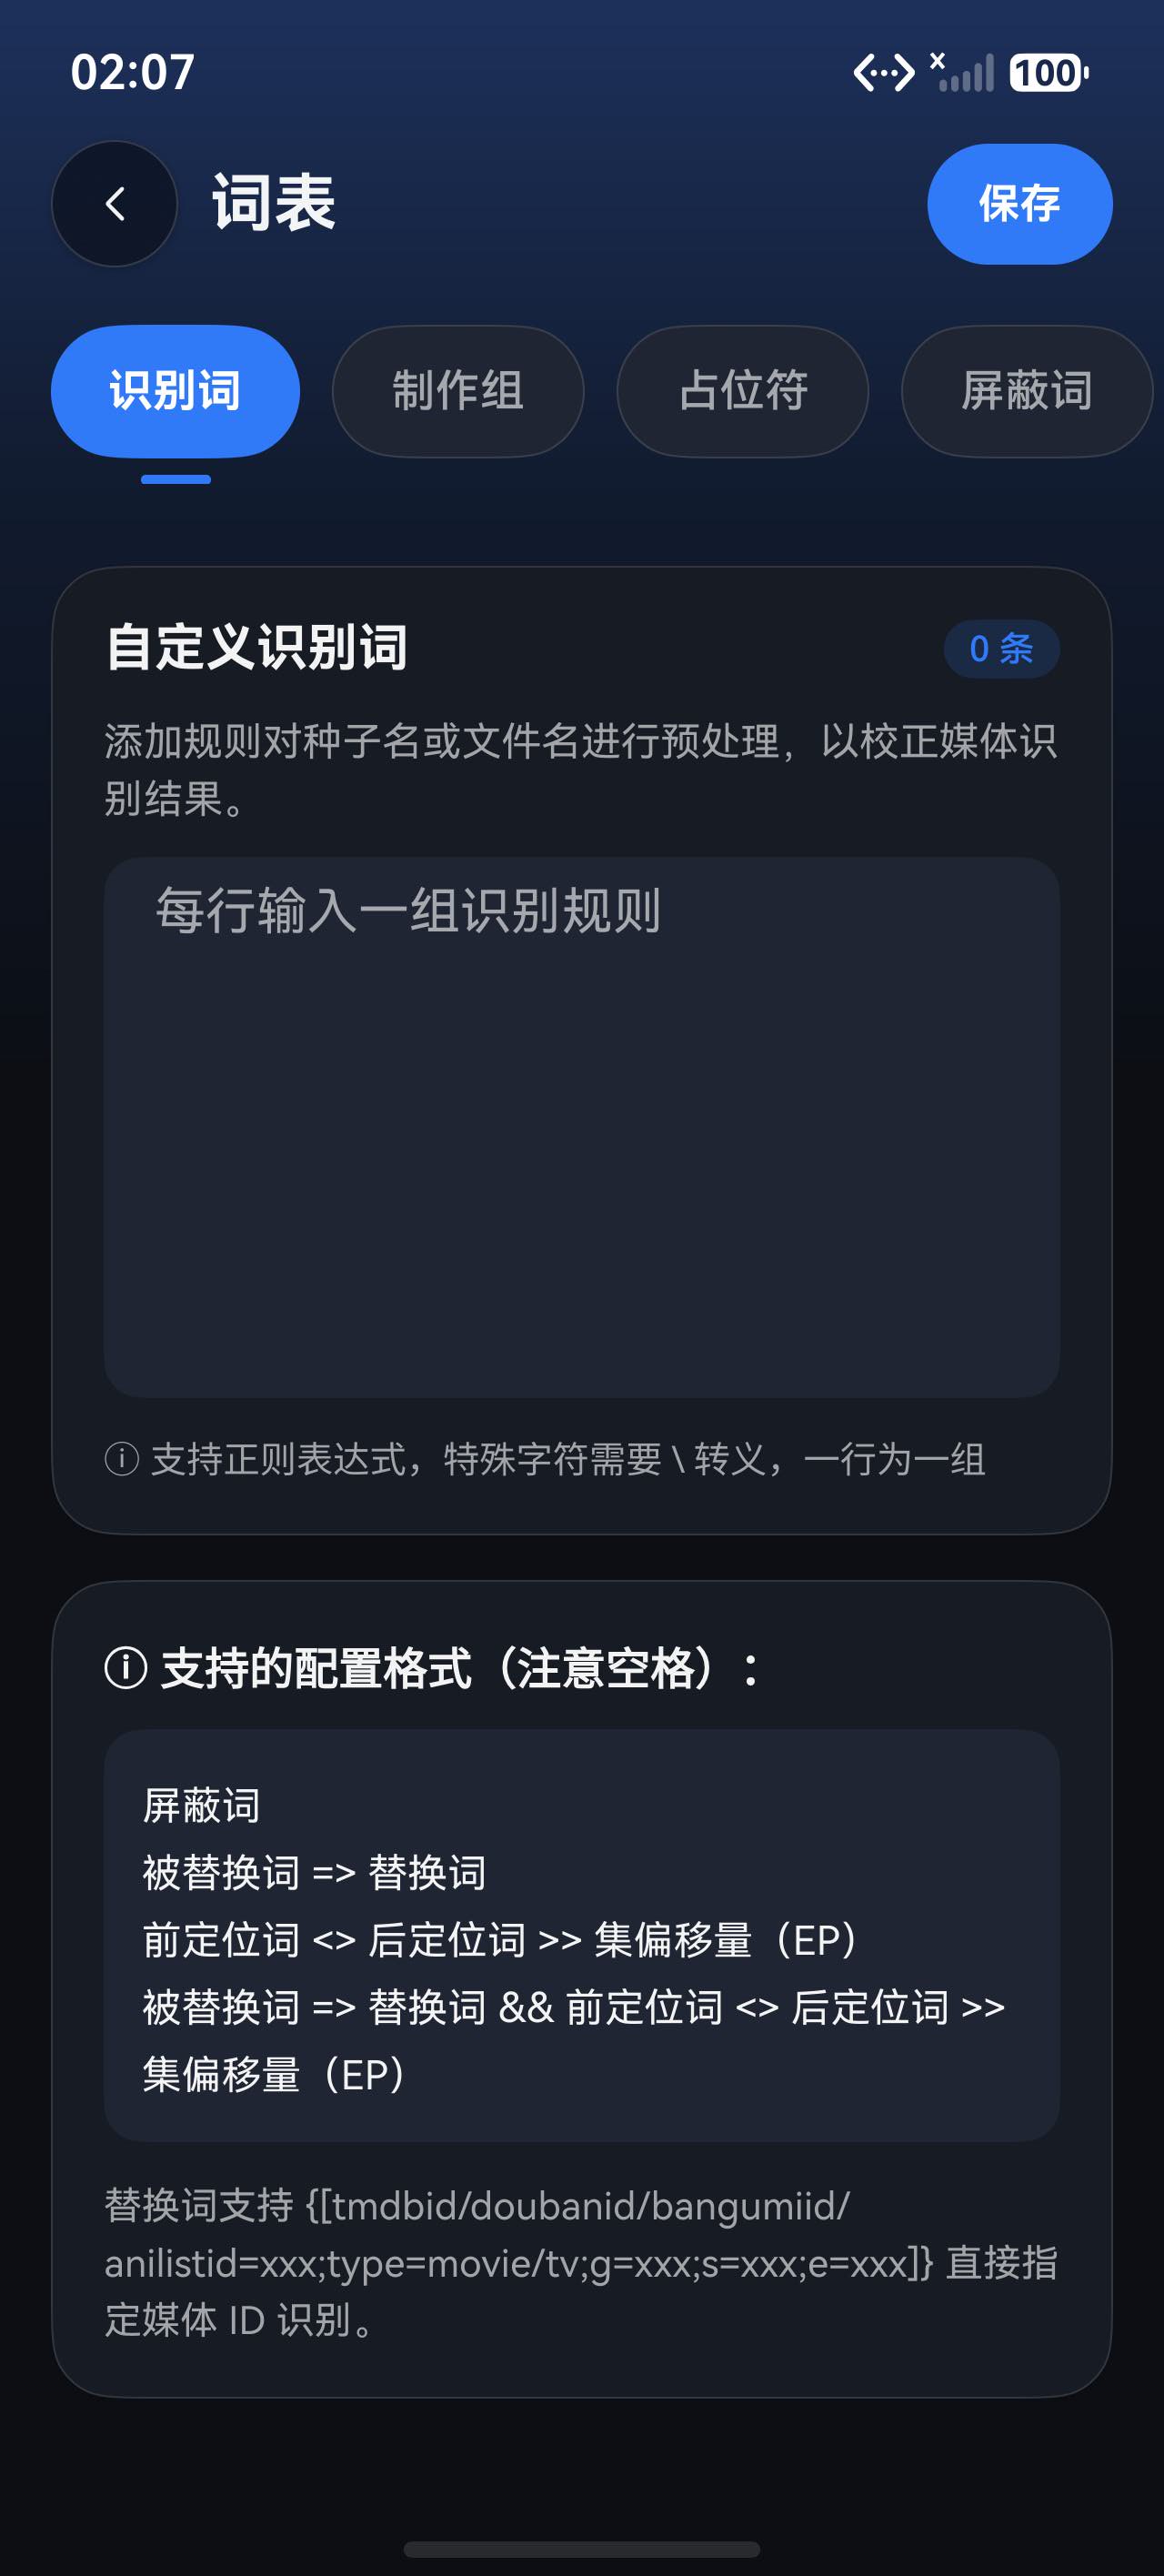 02:07
100
词表
保存
识别词 制作组 占位符 屏蔽词
自定义识别词
0 条
添加规则对种子名或文件名进行预处理，以校正媒体识
别结果。
每行输入一组识别规则
ⓘ 支持正则表达式，特殊字符需要 \ 转义，一行为一组
ⓘ 支持的配置格式（注意空格）：
屏蔽词
被替换词 => 替换词
前定位词 <> 后定位词 >> 集偏移量（EP）
被替换词 => 替换词 && 前定位词 <> 后定位词 >>
集偏移量（EP）
替换词支持 {[tmdbid/doubanid/bangumiid/
anilistid=xxx;type=movie/tv;g=xxx;s=xxx;e=xxx]} 直接指
定媒体 ID 识别。